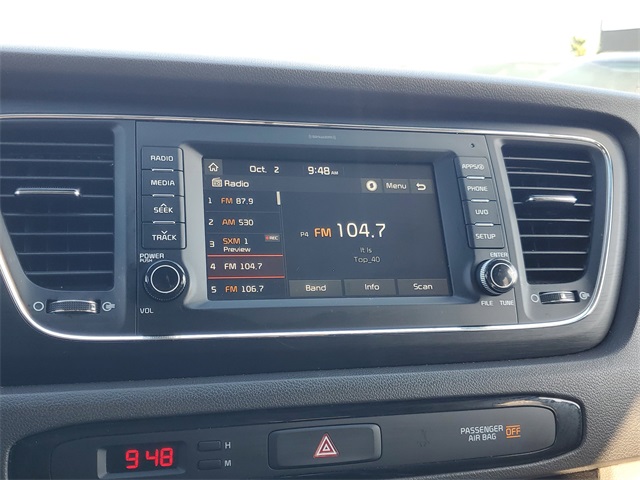 SiriusXM
RADIO
MEDIA
SEEK
TRACK
POWER
PUSH
VOL
Oct. 2 9:48 AM
Radio
Menu
1 FM 87.9
2 AM 530
3 SXM 1 REC
Preview
4 FM 104.7
5 FM 106.7
P4 FM 104.7
It Is
Top_40
Band Info Scan
APPS
PHONE
UVO
SETUP
ENTER
FILE TUNE
9:48
H
M
PASSENGER
AIR BAG OFF